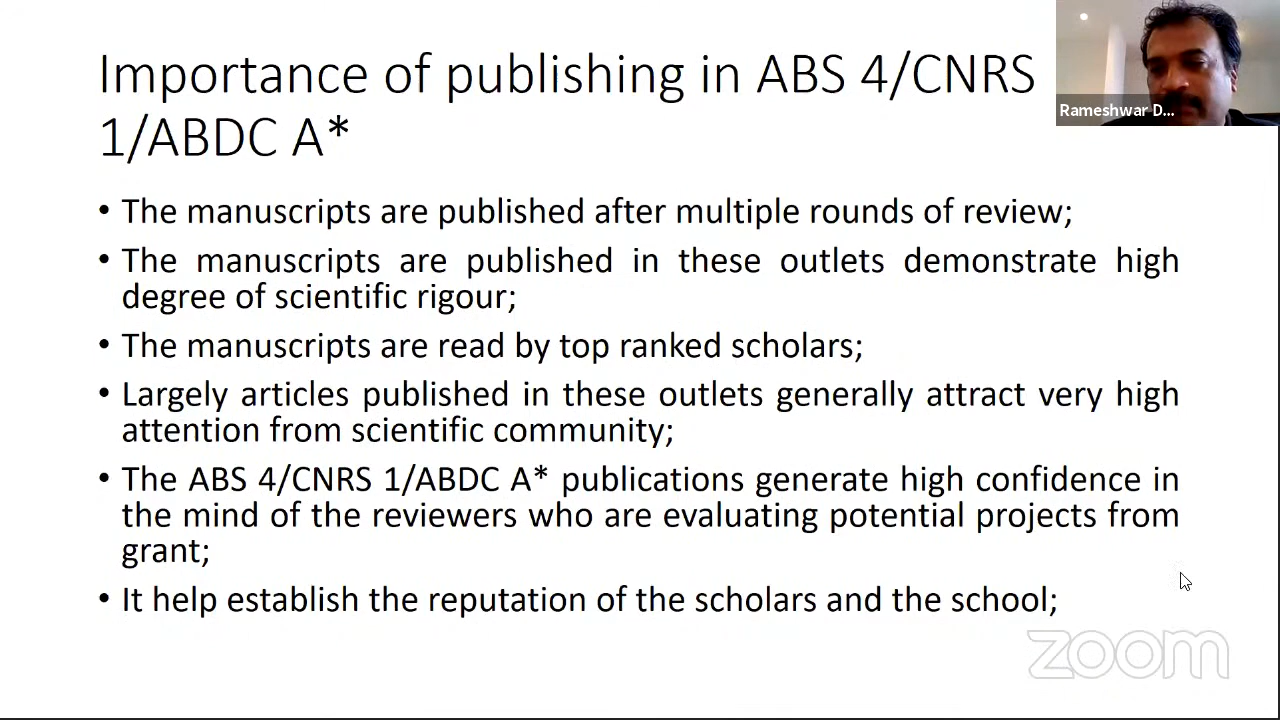 Importance of publishing in ABS 4/CNRS
1/ABDC A*
Rameshwar D...
• The manuscripts are published after multiple rounds of review;
• The manuscripts are published in these outlets demonstrate high
degree of scientific rigour;
• The manuscripts are read by top ranked scholars;
• Largely articles published in these outlets generally attract very high
attention from scientific community;
• The ABS 4/CNRS 1/ABDC A* publications generate high confidence in
the mind of the reviewers who are evaluating potential projects from
grant;
• It help establish the reputation of the scholars and the school;
zoom